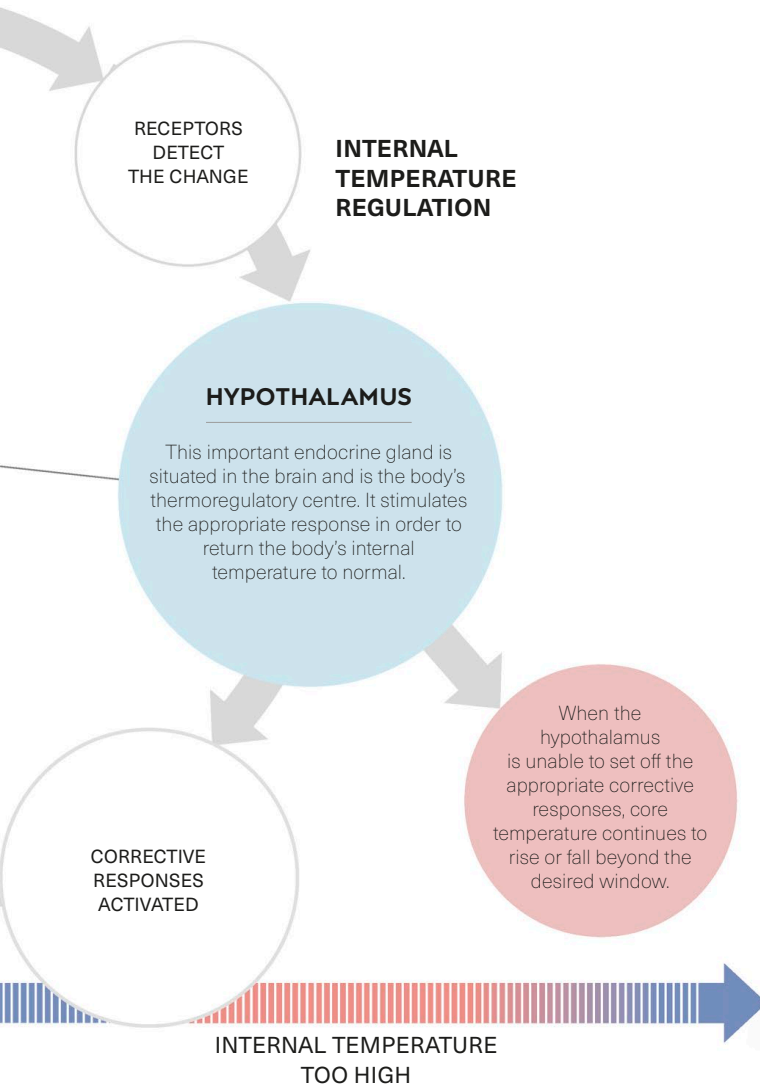 RECEPTORS
DETECT
THE CHANGE
INTERNAL
TEMPERATURE
REGULATION
HYPOTHALAMUS
This important endocrine gland is
situated in the brain and is the body’s
thermoregulatory centre. It stimulates
the appropriate response in order to
return the body’s internal
temperature to normal.
When the
hypothalamus
is unable to set off the
appropriate corrective
responses, core
temperature continues to
rise or fall beyond the
desired window.
CORRECTIVE
RESPONSES
ACTIVATED
INTERNAL TEMPERATURE
TOO HIGH